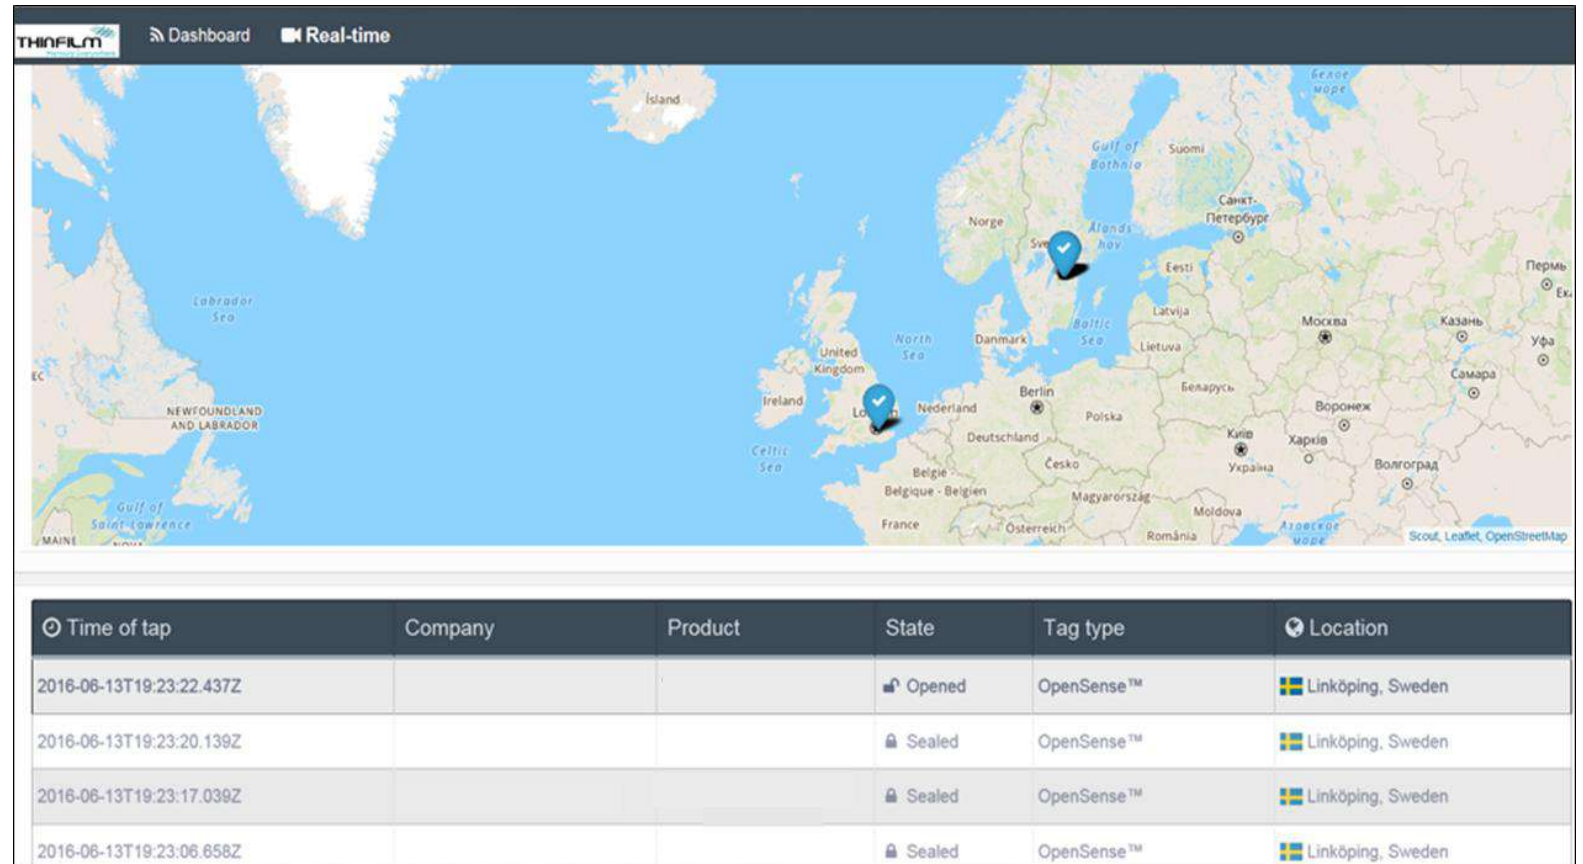 THINFILM
Dashboard
Real-time
Белое
море
Ísland
Gulf of
Bothnia
Suomi
Санкт-
Петербург
Norge
Ålands
hav
Eesti
Пермь
Labrador
Sea
Latvija
Москва
Казань
Baltic
Sea
North
Sea
Danmark
Уфа
United
Kingdom
Lietuva
Самара
Беларусь
Berlin
NEWFOUNDLAND
AND LABRADOR
Ireland
Nederland
Polska
Воронеж
Deutschland
Київ
Харків
Celtic
Sea
Česko
Україна
Волгоград
België -
Belgique - Belgien
Magyarország
Gulf of
Saint Lawrence
Moldova
France
Österreich
România
Азовское
море
MAINE
Scout, Leaflet, OpenStreetMap
Time of tap Company Product State Tag type Location
2016-06-13T19:23:22.437Z Opened OpenSense™ Linköping, Sweden
2016-06-13T19:23:20.139Z Sealed OpenSense™ Linköping, Sweden
2016-06-13T19:23:17.039Z Sealed OpenSense™ Linköping, Sweden
2016-06-13T19:23:06.658Z Sealed OpenSense™ Linköping, Sweden